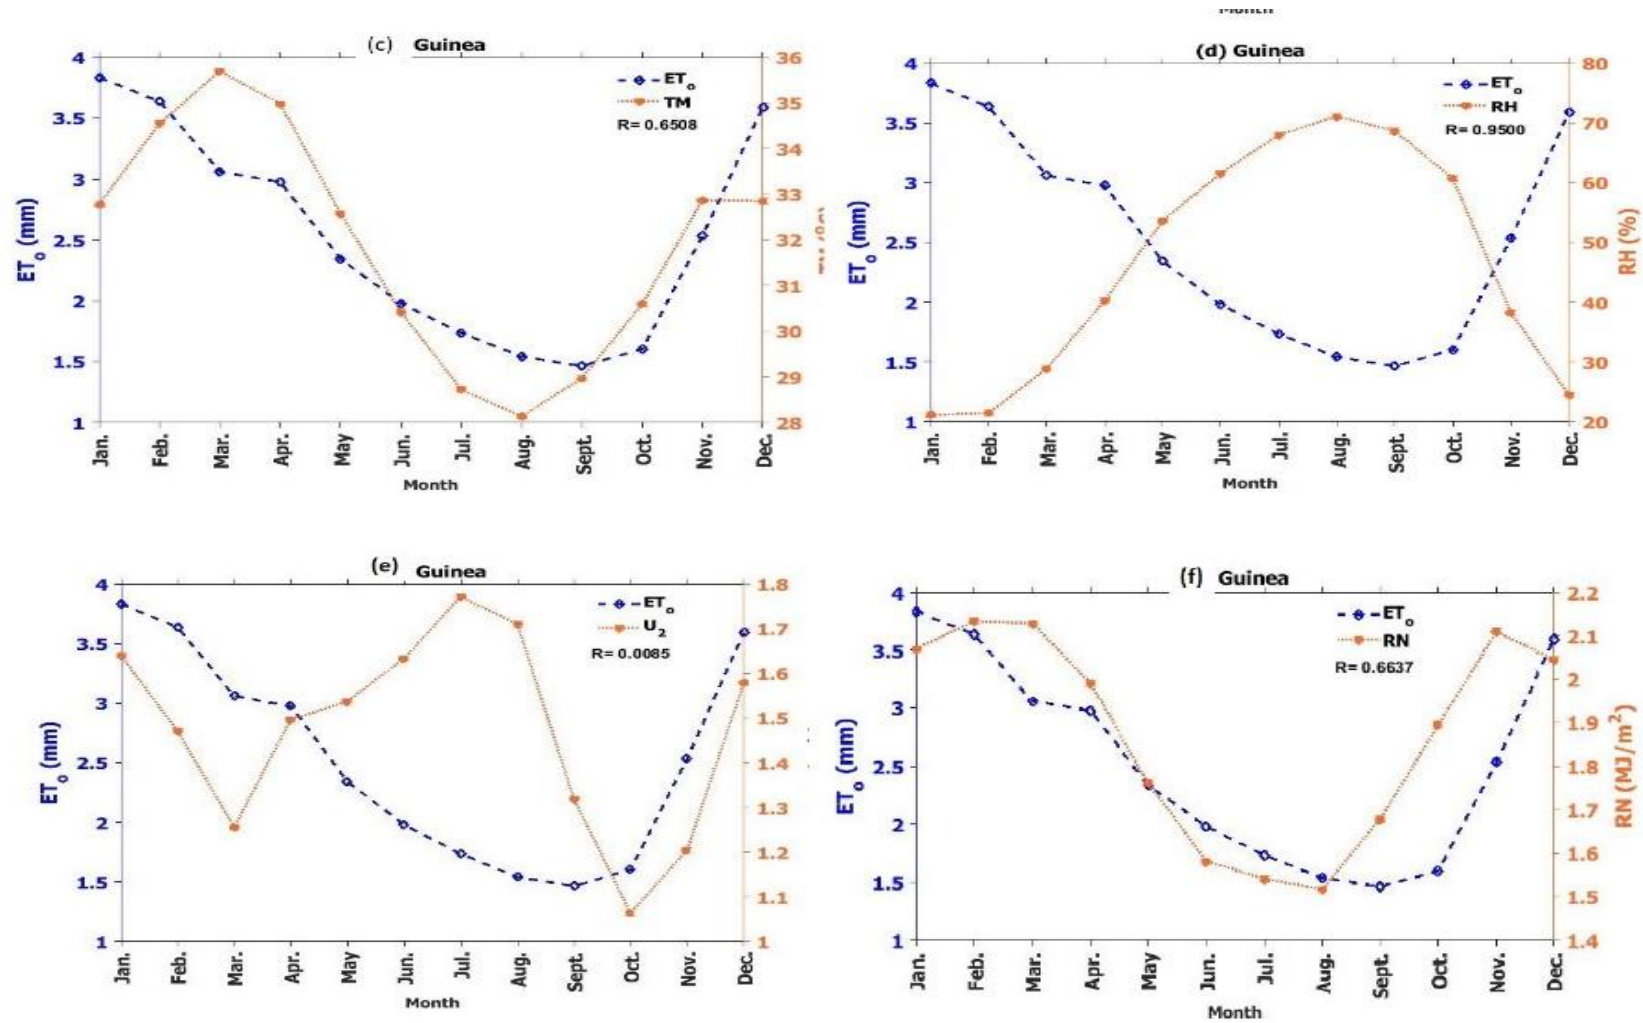 (c) Guinea
4
3.5
3
2.5
2
1.5
1
ETo (mm)
36
35
34
33
32
31
30
29
28
ETo
TM
R= 0.6508
Jan. Feb. Mar. Apr. May Jun. Jul. Aug. Sept. Oct. Nov. Dec.
Month
Month
(d) Guinea
4
3.5
3
2.5
2
1.5
1
ETo (mm)
80
70
60
50
40
30
20
RH (%)
ETo
RH
R= 0.9500
Jan. Feb. Mar. Apr. May Jun. Jul. Aug. Sept. Oct. Nov. Dec.
Month
(e) Guinea
4
3.5
3
2.5
2
1.5
1
ETo (mm)
1.8
1.7
1.6
1.5
1.4
1.3
1.2
1.1
1
ETo
U2
R= 0.0085
Jan. Feb. Mar. Apr. May Jun. Jul. Aug. Sept. Oct. Nov. Dec.
Month
(f) Guinea
4
3.5
3
2.5
2
1.5
1
ETo (mm)
2.2
2.1
2
1.9
1.8
1.7
1.6
1.5
1.4
RN (MJ/m²)
ETo
RN
R= 0.6637
Jan. Feb. Mar. Apr. May Jun. Jul. Aug. Sept. Oct. Nov. Dec.
Month